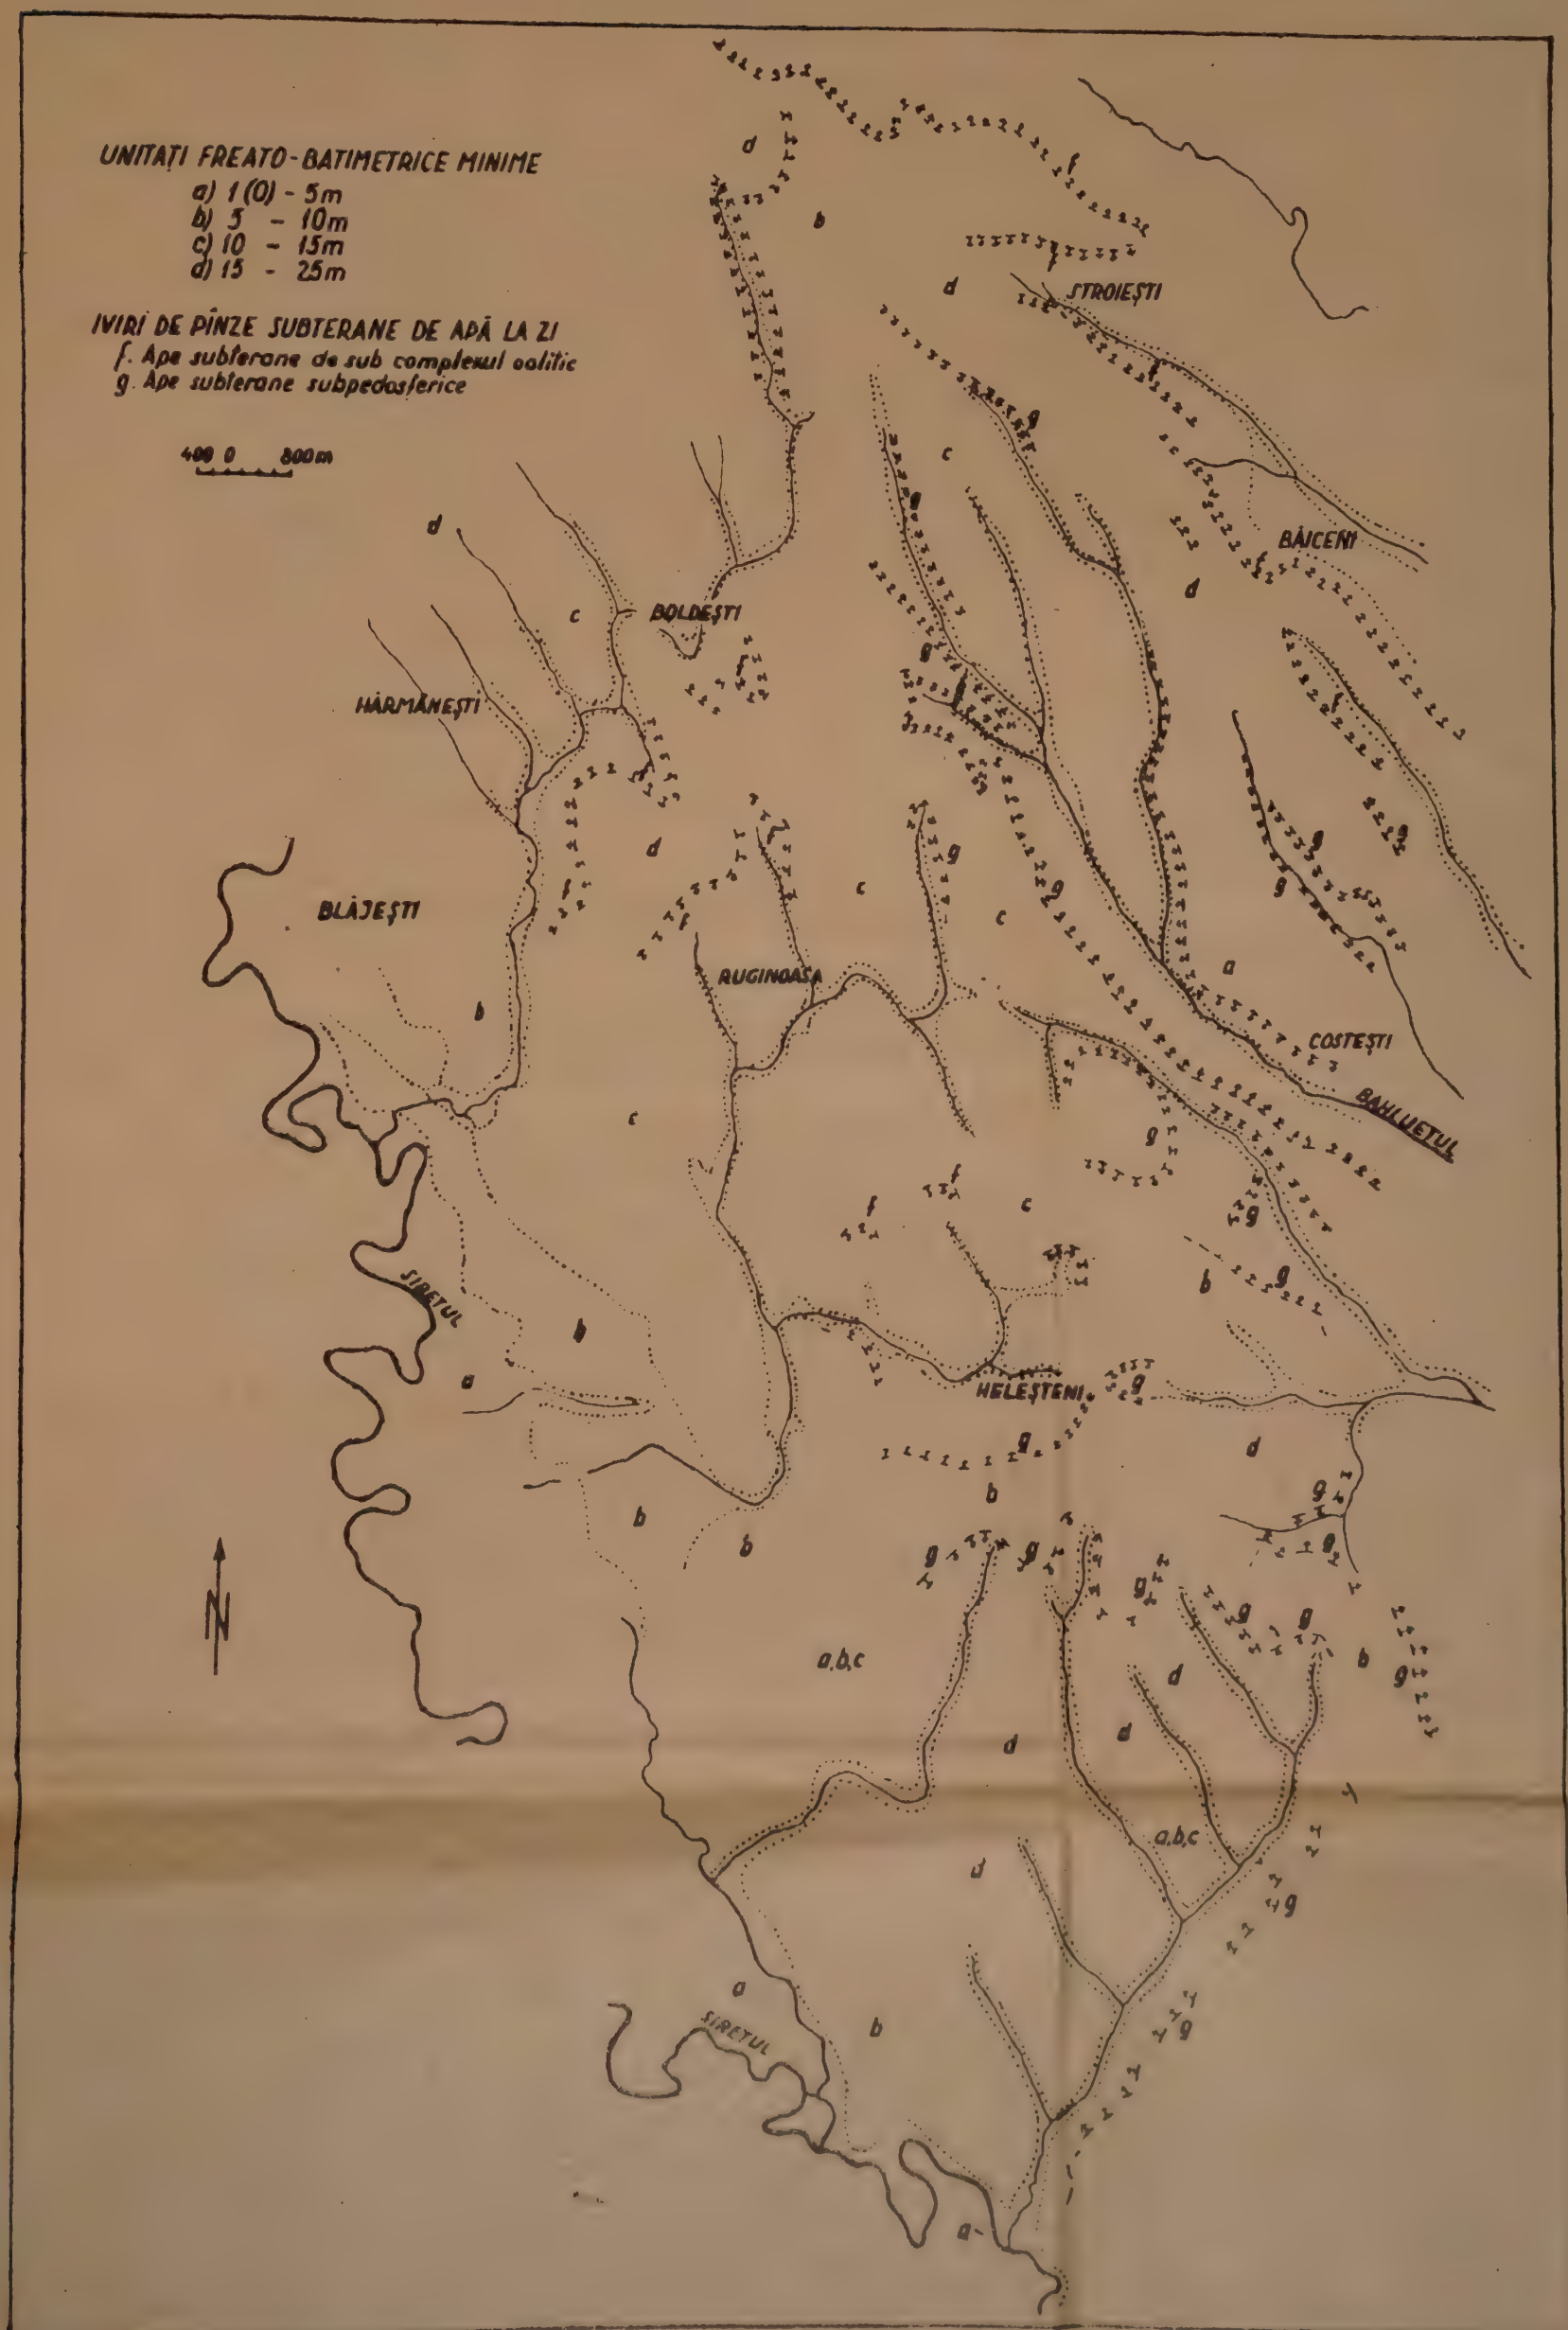 UNITAȚI FREATO-BATIMETRICE MINIME
a) 1 (0) - 5m
b) 5 - 10m
c) 10 - 15m
d) 15 - 25m
IVIRI DE PÎNZE SUBTERANE DE APĂ LA ZI
f. Ape subterane de sub complexul oolitic
g. Ape subterane subpedosferice
400 0 800m
d
f
b
d
f
STROIEȘTI
f
g
c
d
g
BĂICENI
f
d
c
BOLDEȘTI
g
f
HĂRMĂNEȘTI
f
d
g
g
g
c
g
g
f
BLĂJEȘTI
c
f
a
RUGINOASA
b
COSTEȘTI
BAHLUETUL
c
g
f
c
f
g
SIRETUL
b
g
b
a
HELEȘTENI
g
g
d
b
g
b
b
g
g
g
g
g
g
a,b,c
d
b
g
d
d
a,b,c
d
g
a
SIRETUL
b
g
a
N